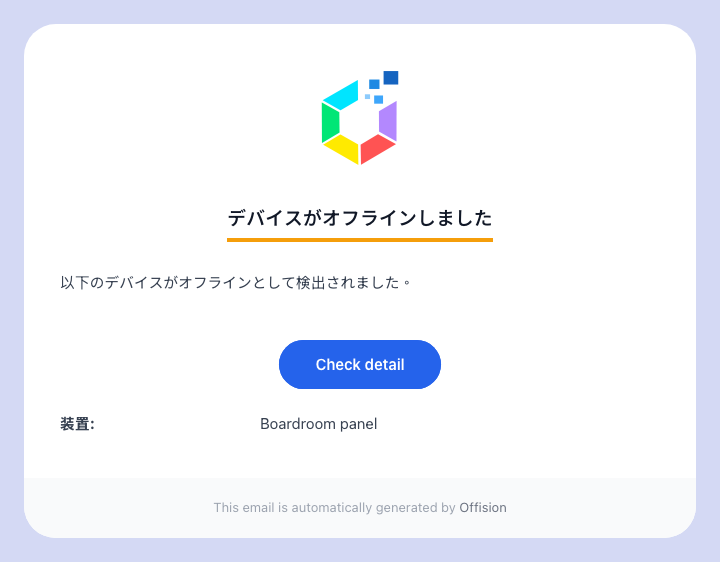 デバイスがオフラインしました
以下のデバイスがオフラインとして検出されました。
Check detail
装置: Boardroom panel
This email is automatically generated by Offision